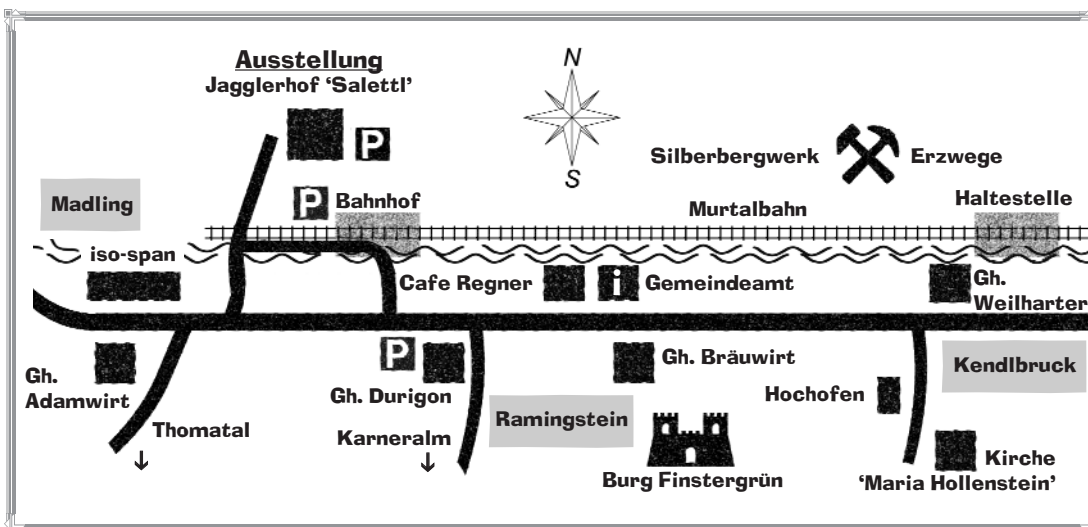 Ausstellung
Jagglerhof ‘Salettl’
P
N
S
Silberbergwerk
Erzwege
Madling
P
Bahnhof
Murtalbahn
Haltestelle
iso-span
Cafe Regner
i
Gemeindeamt
Gh.
Weilharter
Gh.
Adamwirt
P
Gh. Durigon
Gh. Bräuwirt
Hochofen
Kendlbruck
Thomatal
↓
Karneralm
↓
Ramingstein
Burg Finstergrün
Kirche
‘Maria Hollenstein’